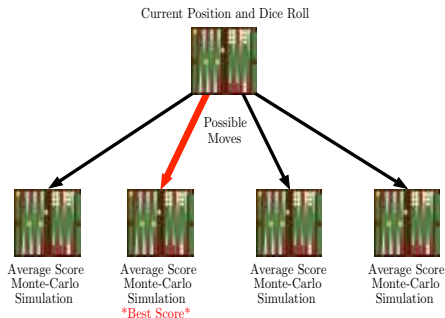 Current Position and Dice Roll
Possible
Moves
Average Score
Monte-Carlo
Simulation
Average Score
Monte-Carlo
Simulation
*Best Score*
Average Score
Monte-Carlo
Simulation
Average Score
Monte-Carlo
Simulation